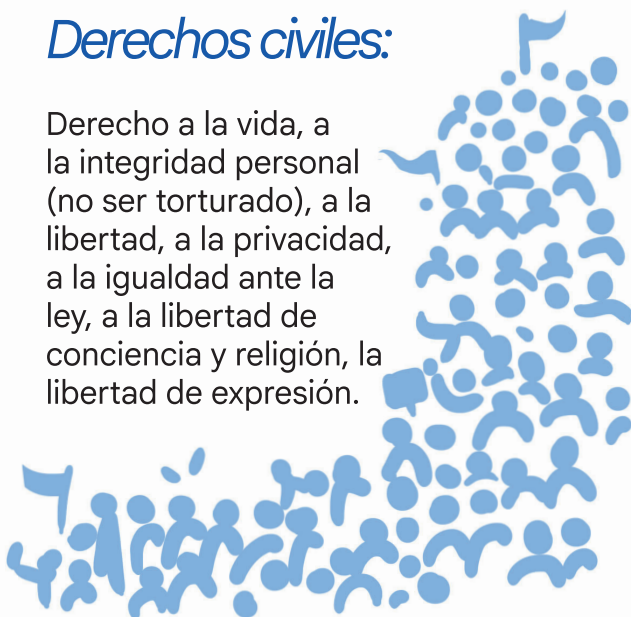 Derechos civiles:
Derecho a la vida, a
la integridad personal
(no ser torturado), a la
libertad, a la privacidad,
a la igualdad ante la
ley, a la libertad de
conciencia y religión, la
libertad de expresión.